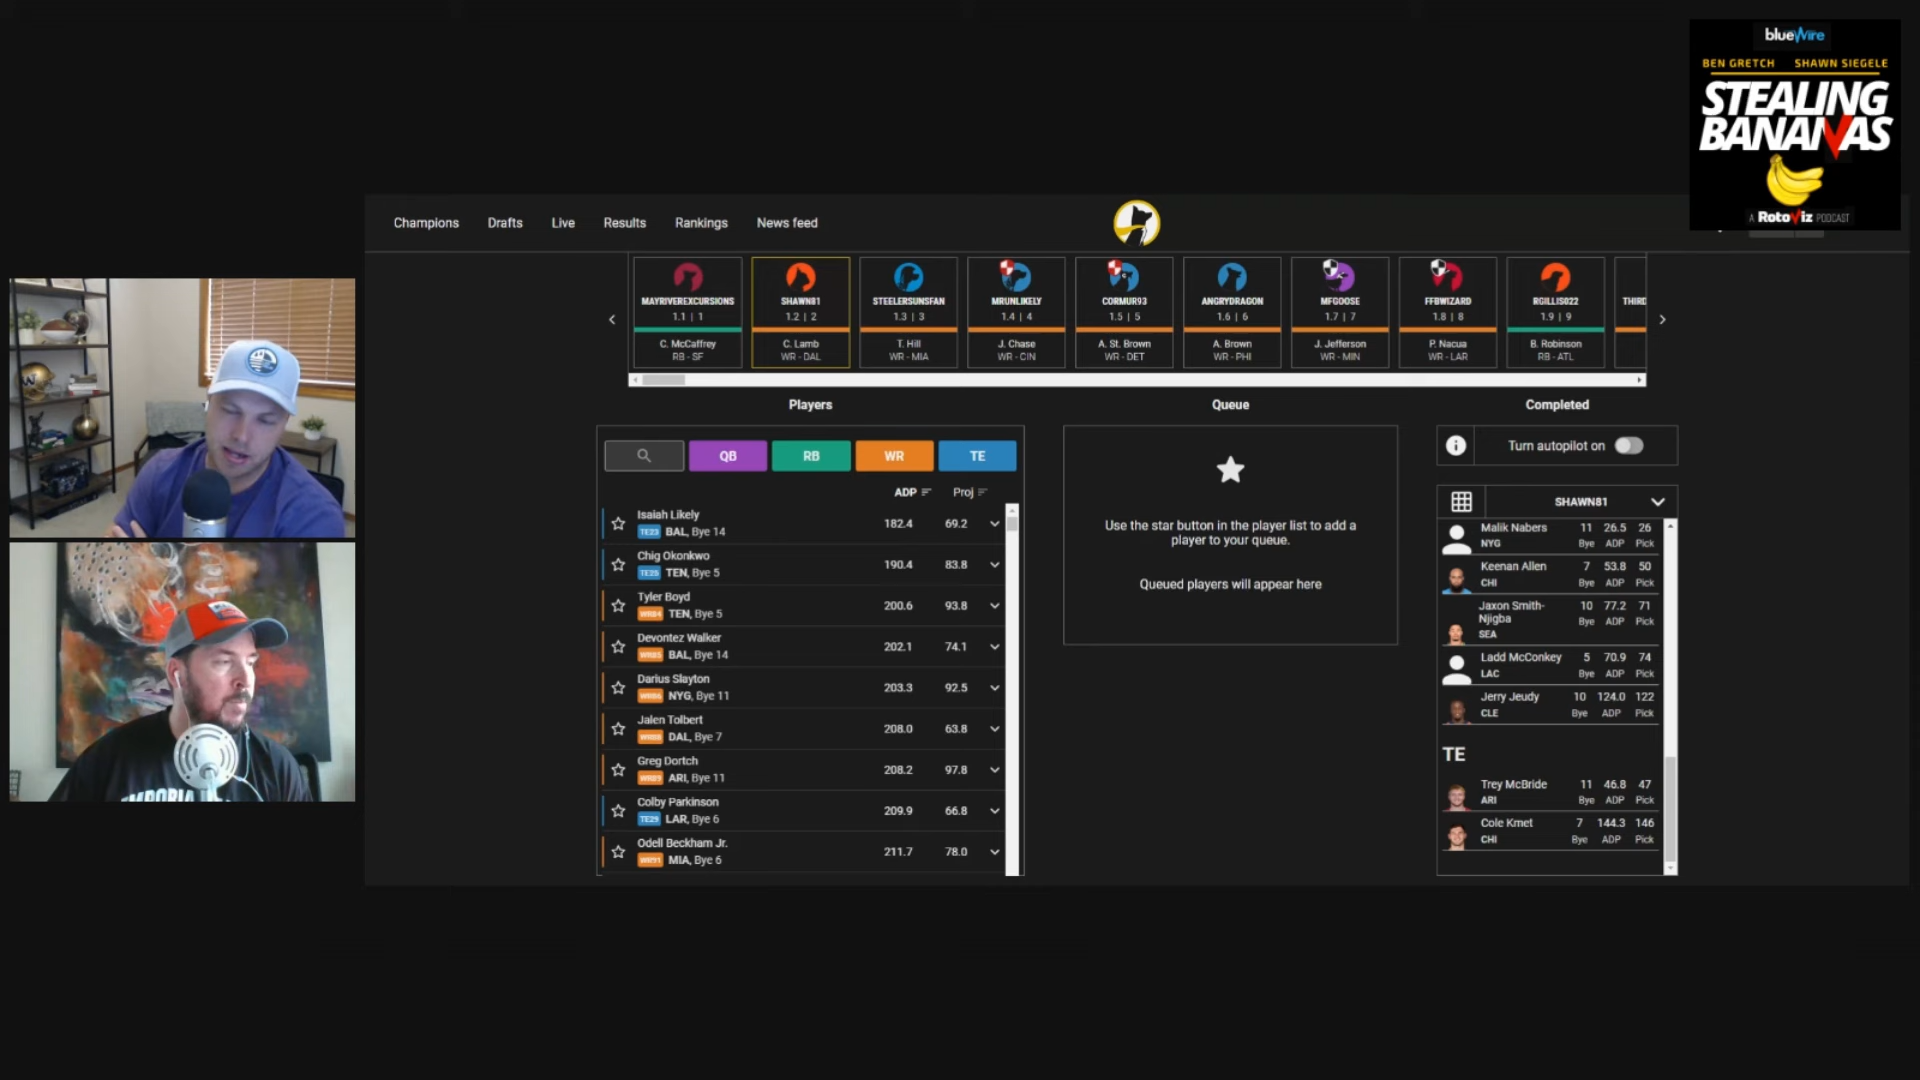 blueWire
BEN GRETCH SHAWN SIEGELE
STEALING
BANANAS
A RotoViz PODCAST
Champions Drafts Live Results Rankings News feed
MAYRIVEREXCURSIONS
1.1 | 1
C. McCaffrey
RB - SF
SHAWN81
1.2 | 2
C. Lamb
WR - DAL
STEELERSUNSFAN
1.3 | 3
T. Hill
WR - MIA
MRUNLIKELY
1.4 | 4
J. Chase
WR - CIN
CORMUR93
1.5 | 5
A. St. Brown
WR - DET
ANGRYDRAGON
1.6 | 6
A. Brown
WR - PHI
MFGOOSE
1.7 | 7
J. Jefferson
WR - MIN
FFBWIZARD
1.8 | 8
P. Nacua
WR - LAR
RGILLIS022
1.9 | 9
B. Robinson
RB - ATL
THIRD
Players
QB RB WR TE
ADP Proj
Isaiah Likely
TE23 BAL, Bye 14 182.4 69.2
Chig Okonkwo
TE25 TEN, Bye 5 190.4 83.8
Tyler Boyd
WR84 TEN, Bye 5 200.6 93.8
Devontez Walker
WR85 BAL, Bye 14 202.1 74.1
Darius Slayton
WR86 NYG, Bye 11 203.3 92.5
Jalen Tolbert
DAL, Bye 7 208.0 63.8
Greg Dortch
WR89 ARI, Bye 11 208.2 97.8
Colby Parkinson
TE29 LAR, Bye 6 209.9 66.8
Odell Beckham Jr.
WR91 MIA, Bye 6 211.7 78.0
Queue
Use the star button in the player list to add a
player to your queue.
Queued players will appear here
Completed
Turn autopilot on
SHAWN81
Malik Nabers 11 26.5 26
NYG Bye ADP Pick
Keenan Allen 7 53.8 50
CHI Bye ADP Pick
Jaxon Smith- 10 77.2 71
Njigba Bye ADP Pick
SEA
Ladd McConkey 5 70.9 74
LAC Bye ADP Pick
Jerry Jeudy 10 124.0 122
CLE Bye ADP Pick
TE
Trey McBride 11 46.8 47
ARI Bye ADP Pick
Cole Kmet 7 144.3 146
CHI Bye ADP Pick